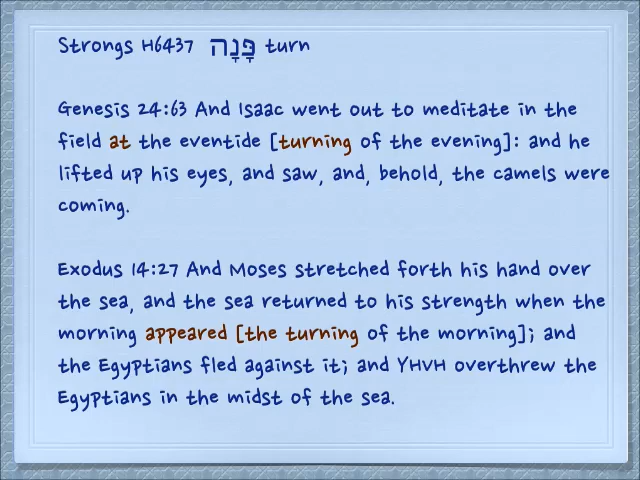 Strongs H6437 פָּנָה turn
Genesis 24:63 And Isaac went out to meditate in the
field at the eventide [turning of the evening]: and he
lifted up his eyes, and saw, and, behold, the camels were
coming.
Exodus 14:27 And Moses stretched forth his hand over
the sea, and the sea returned to his strength when the
morning appeared [the turning of the morning]; and
the Egyptians fled against it; and YHVH overthrew the
Egyptians in the midst of the sea.